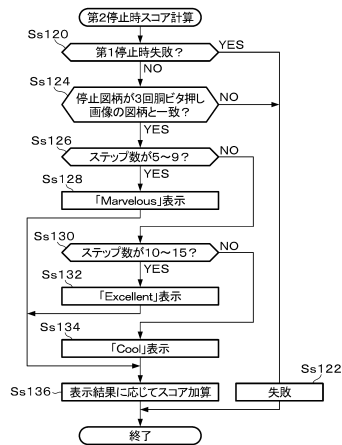 第2停止時スコア計算
Ss120
第1停止時失敗?
YES
NO
Ss124
停止図柄が3回胴ビタ押し
画像の図柄と一致?
NO
YES
Ss126
ステップ数が5~9?
NO
YES
Ss128
「Marvelous」表示
Ss130
ステップ数が10~15?
NO
YES
Ss132
「Excellent」表示
Ss134
「Cool」表示
Ss122
Ss136
表示結果に応じてスコア加算
失敗
終了